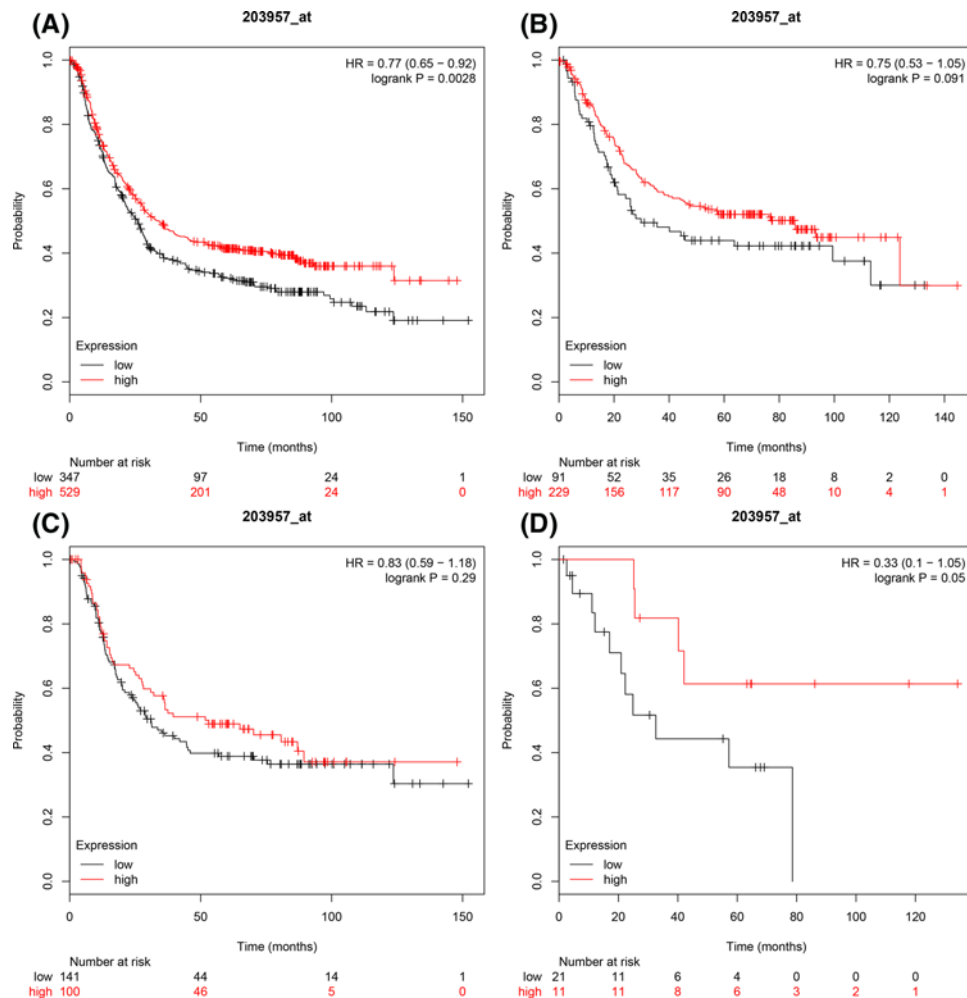 (A)
203957_at
HR = 0.77 (0.65 − 0.92)
logrank P = 0.0028
Probability
1.0
0.8
0.6
0.4
0.2
0.0
Expression
low
high
0 50 100 150
Time (months)
Number at risk
low 347 97 24 1
high 529 201 24 0
(B)
203957_at
HR = 0.75 (0.53 − 1.05)
logrank P = 0.091
Probability
1.0
0.8
0.6
0.4
0.2
0.0
Expression
low
high
0 20 40 60 80 100 120 140
Time (months)
Number at risk
low 91 52 35 26 18 8 2 0
high 229 156 117 90 48 10 4 1
(C)
203957_at
HR = 0.83 (0.59 − 1.18)
logrank P = 0.29
Probability
1.0
0.8
0.6
0.4
0.2
0.0
Expression
low
high
0 50 100 150
Time (months)
Number at risk
low 141 44 14 1
high 100 46 5 0
(D)
203957_at
HR = 0.33 (0.1 − 1.05)
logrank P = 0.05
Probability
1.0
0.8
0.6
0.4
0.2
0.0
Expression
low
high
0 20 40 60 80 100 120
Time (months)
Number at risk
low 21 11 6 4 0 0 0
high 11 11 8 6 3 2 1